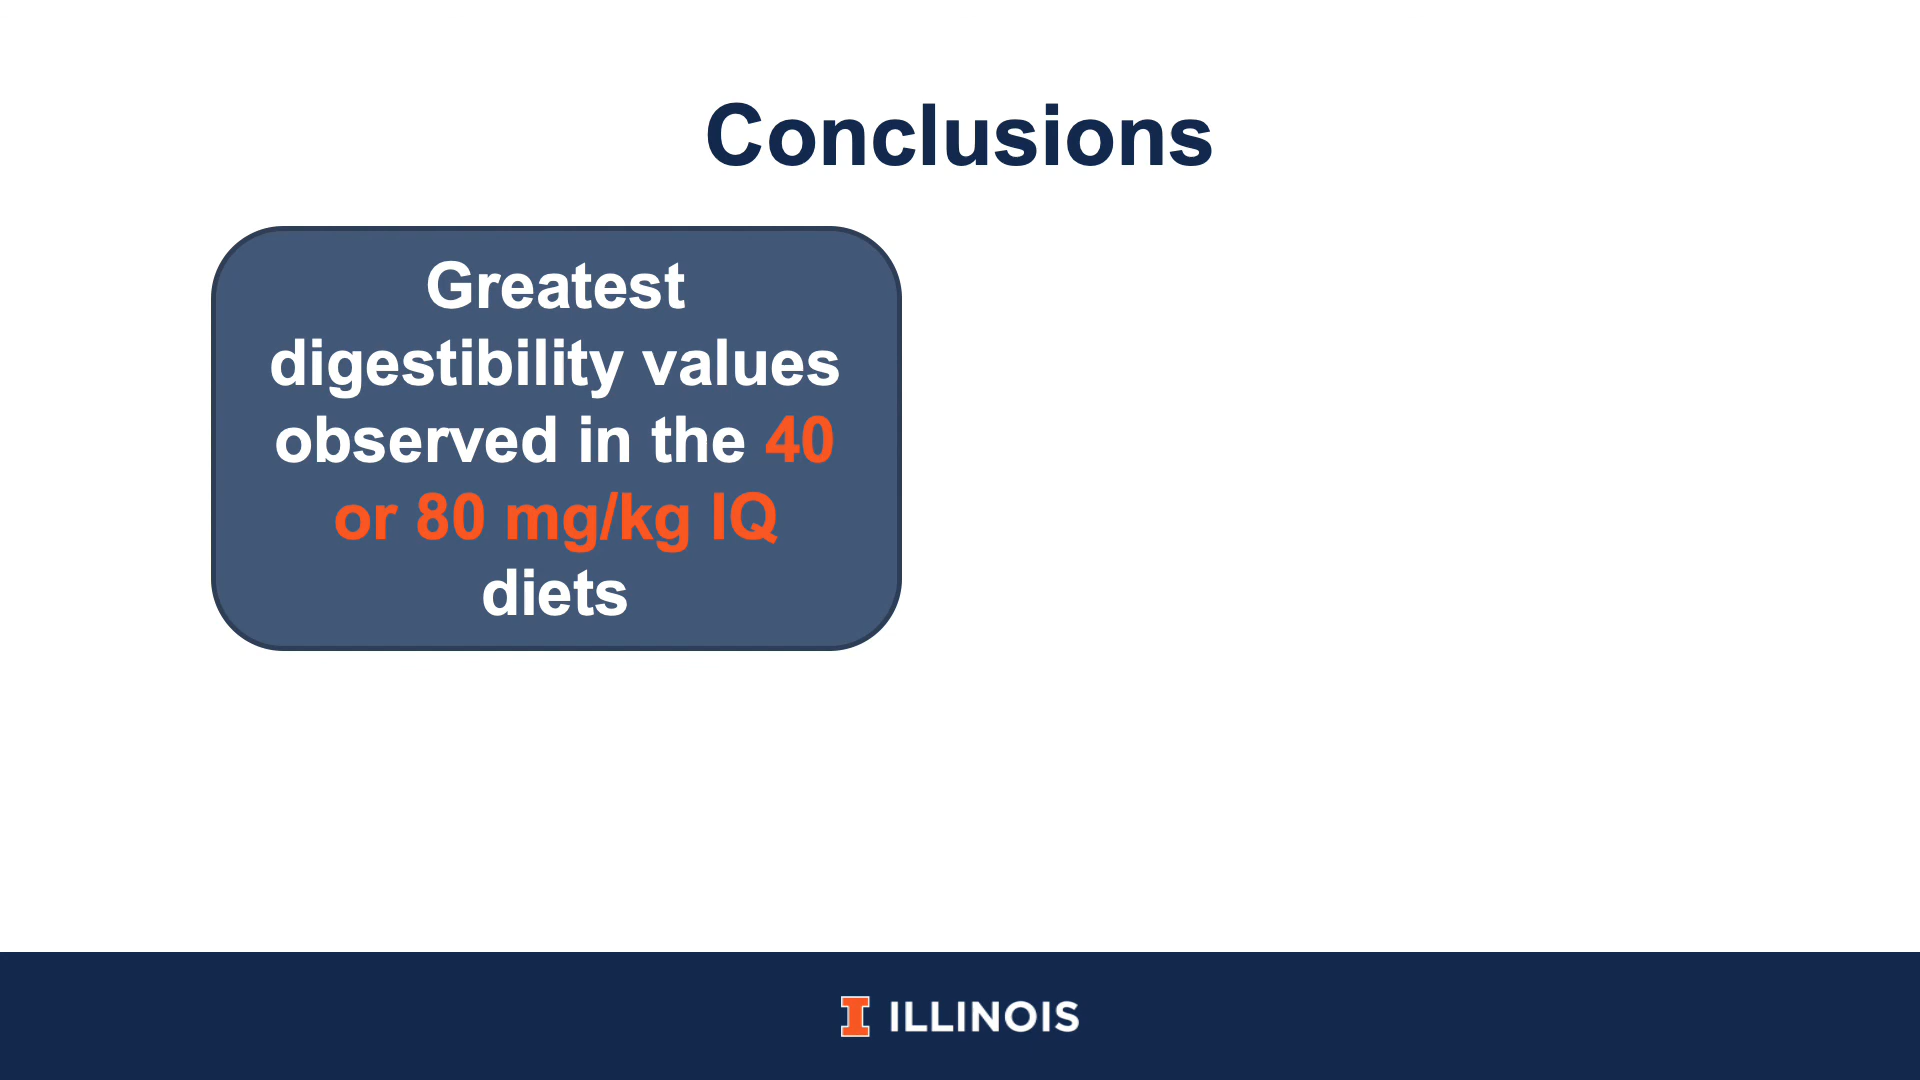 Conclusions
Greatest
digestibility values
observed in the 40
or 80 mg/kg IQ
diets
I ILLINOIS